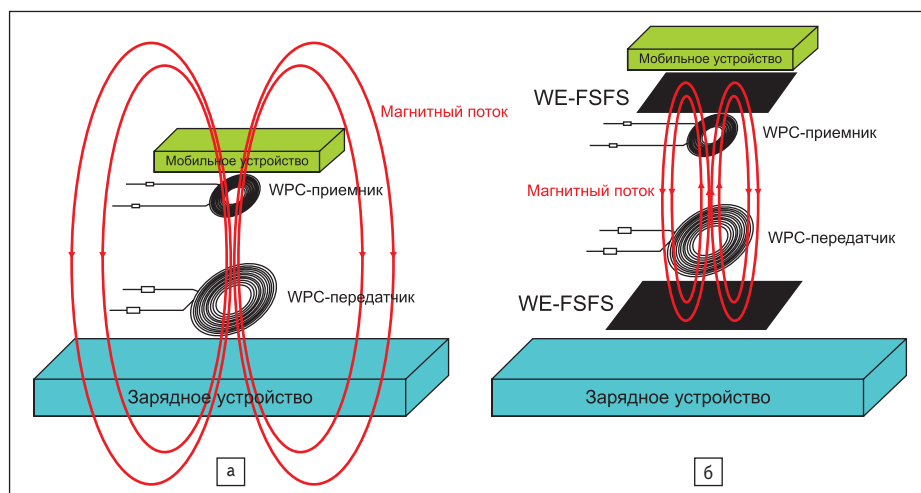 Магнитный поток
Мобильное устройство
WPC-приемник
WPC-передатчик
Зарядное устройство
а
Мобильное устройство
WE-FSFS
WPC-приемник
Магнитный поток
WPC-передатчик
WE-FSFS
Зарядное устройство
б